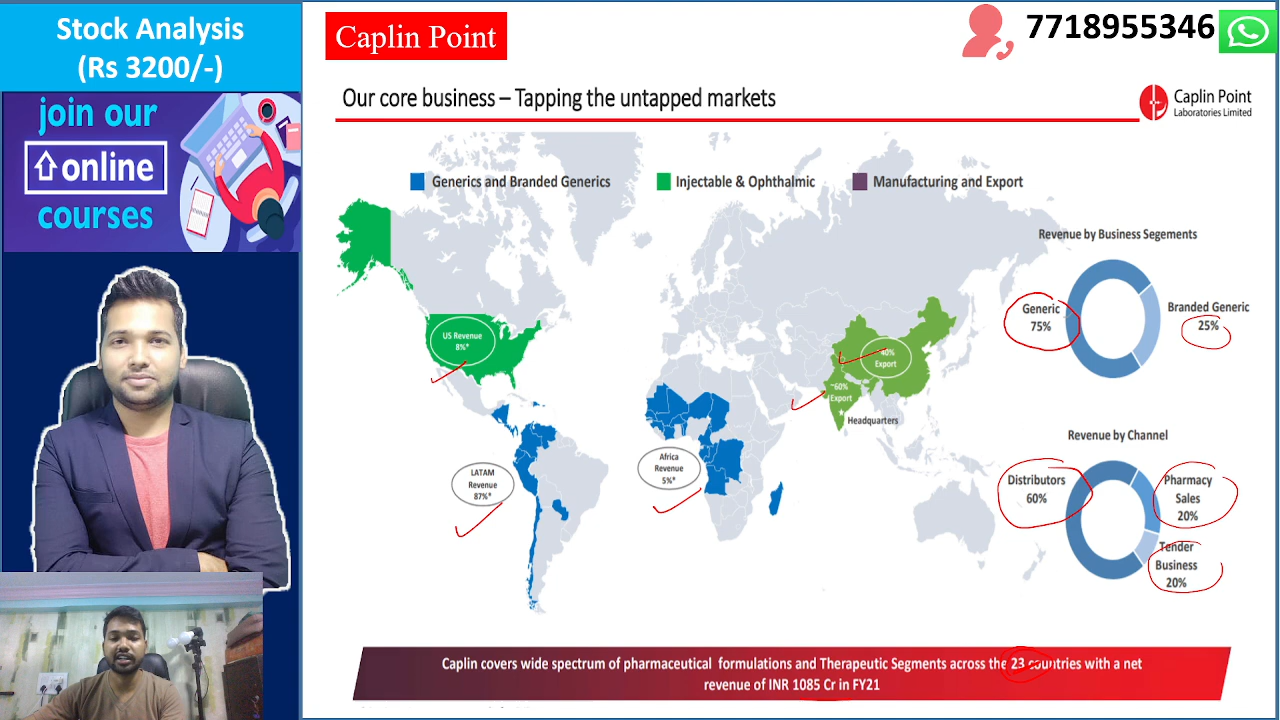 Stock Analysis
(Rs 3200/-)
join our
online
courses
Caplin Point
7718955346
Our core business – Tapping the untapped markets
Caplin Point
Laboratories Limited
Generics and Branded Generics
Injectable & Ophthalmic
Manufacturing and Export
Revenue by Business Segements
Generic
75%
Branded Generic
25%
US Revenue
8%*
40%
Export
~60%
Export
Headquarters
LATAM
Revenue
87%*
Africa
Revenue
5%*
Revenue by Channel
Distributors
60%
Pharmacy
Sales
20%
Tender
Business
20%
Caplin covers wide spectrum of pharmaceutical formulations and Therapeutic Segments across the 23 countries with a net
revenue of INR 1085 Cr in FY21